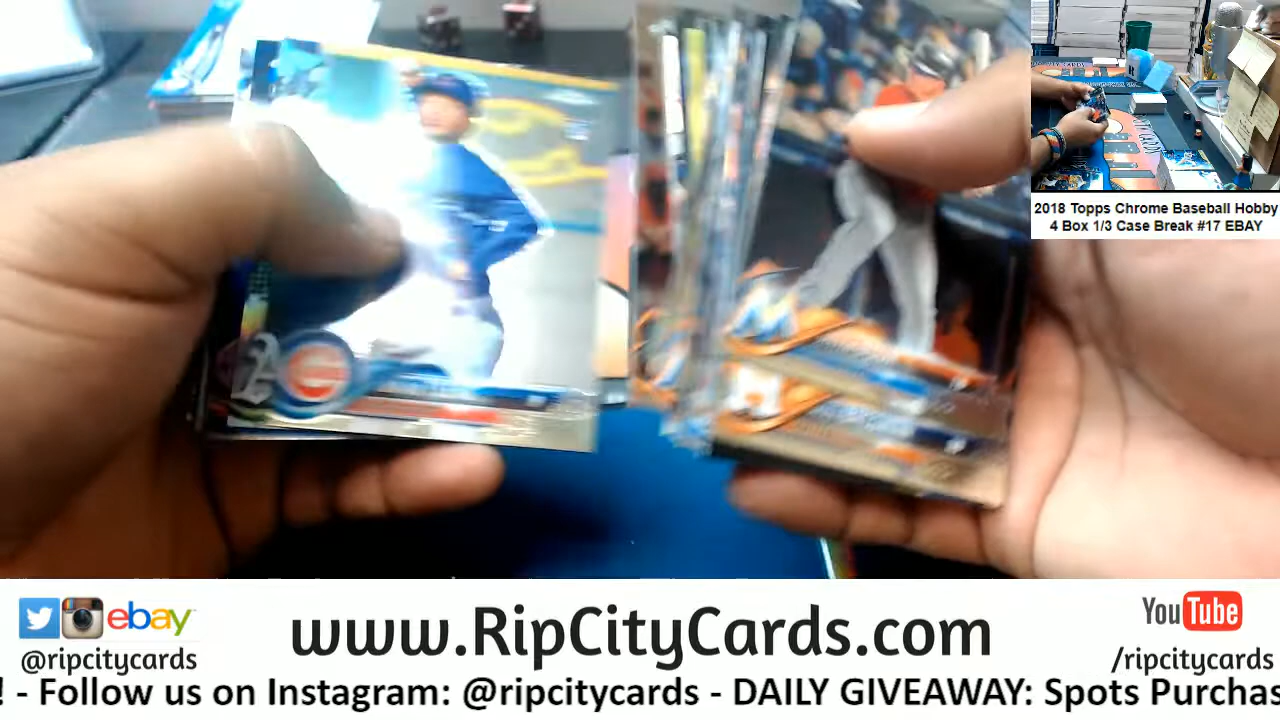 2018 Topps Chrome Baseball Hobby
4 Box 1/3 Case Break #17 EBAY
ebay
@ripcitycards
www.RipCityCards.com
YouTube
/ripcitycards
! - Follow us on Instagram: @ripcitycards - DAILY GIVEAWAY: Spots Purchas